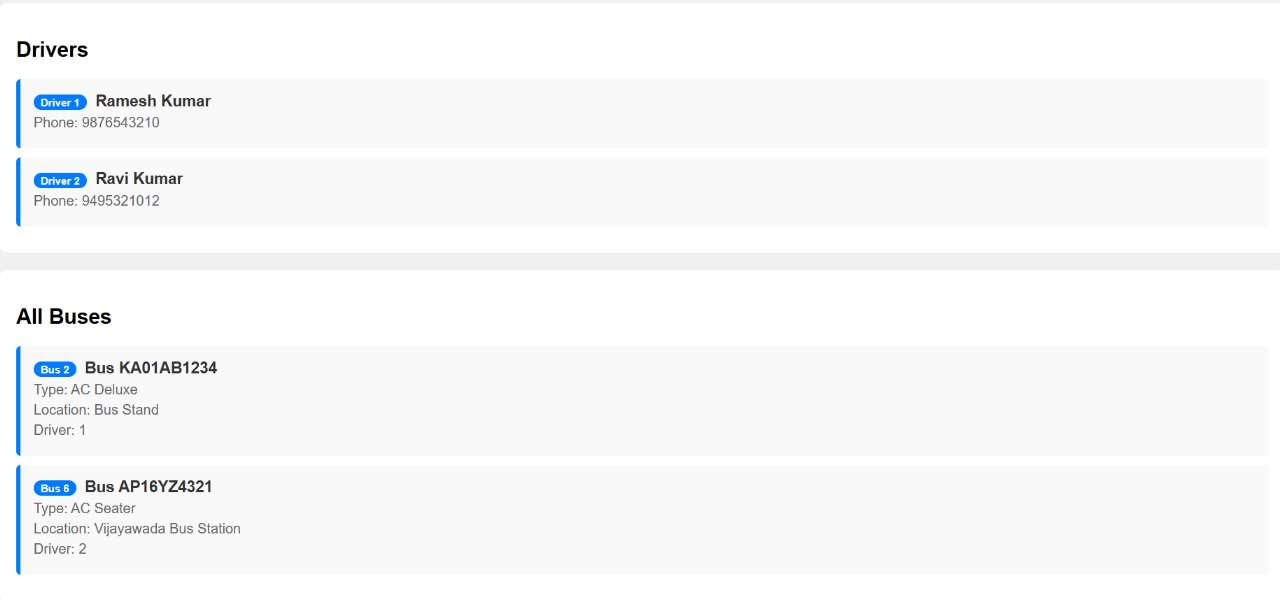 Drivers
Driver 1 Ramesh Kumar
Phone: 9876543210
Driver 2 Ravi Kumar
Phone: 9495321012
All Buses
Bus 2 Bus KA01AB1234
Type: AC Deluxe
Location: Bus Stand
Driver: 1
Bus 6 Bus AP16YZ4321
Type: AC Seater
Location: Vijayawada Bus Station
Driver: 2